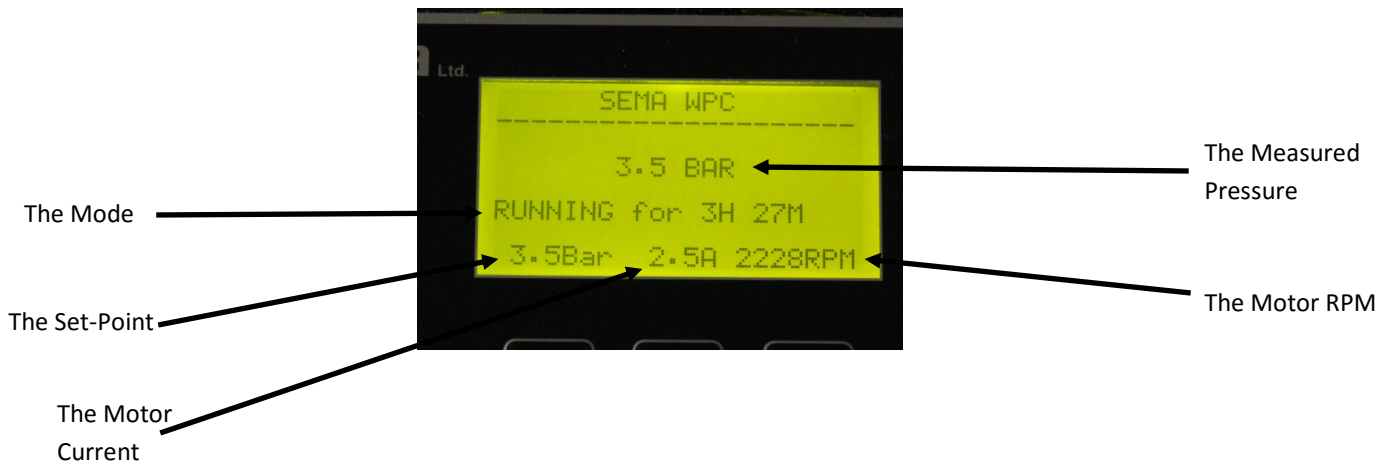 Ltd.
SEMA WPC
3.5 BAR
RUNNING for 3H 27M
3.5Bar 2.5A 2228RPM
The Measured
Pressure
The Mode
The Set-Point
The Motor RPM
The Motor
Current